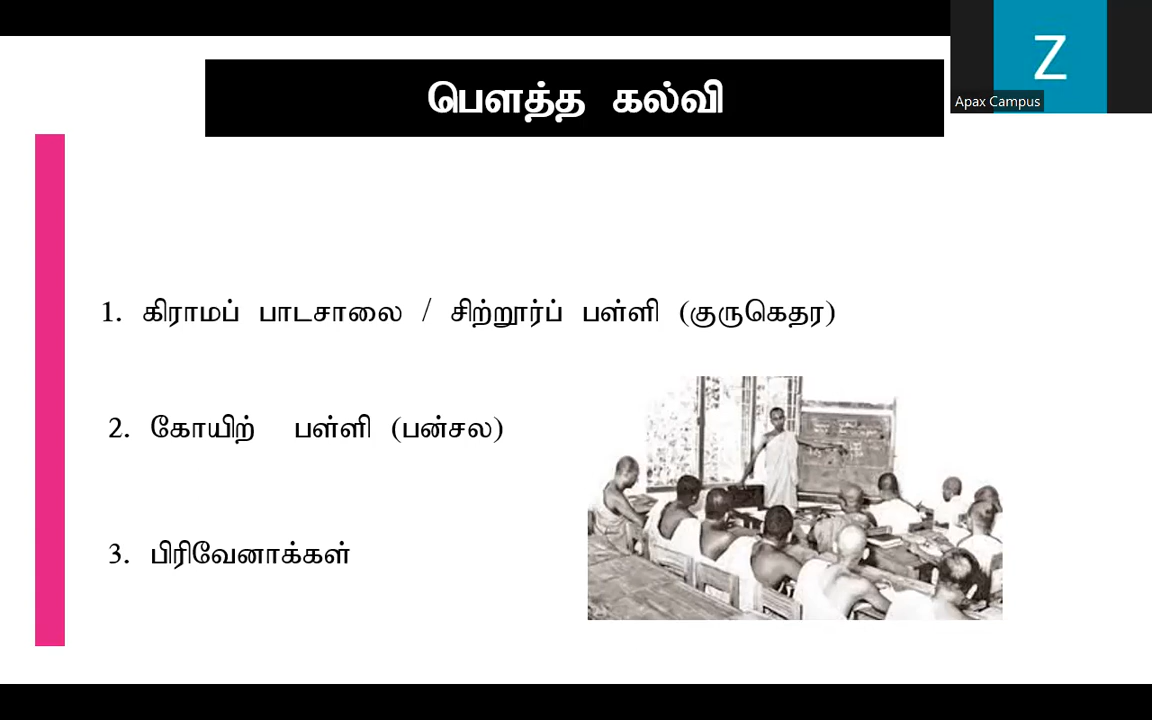 பௌத்த கல்வி
Z
Apax Campus
1. கிராமப் பாடசாலை / சிற்றூர்ப் பள்ளி (குருகெதர)
2. கோயிற் பள்ளி (பன்சல)
3. பிரிவேனாக்கள்